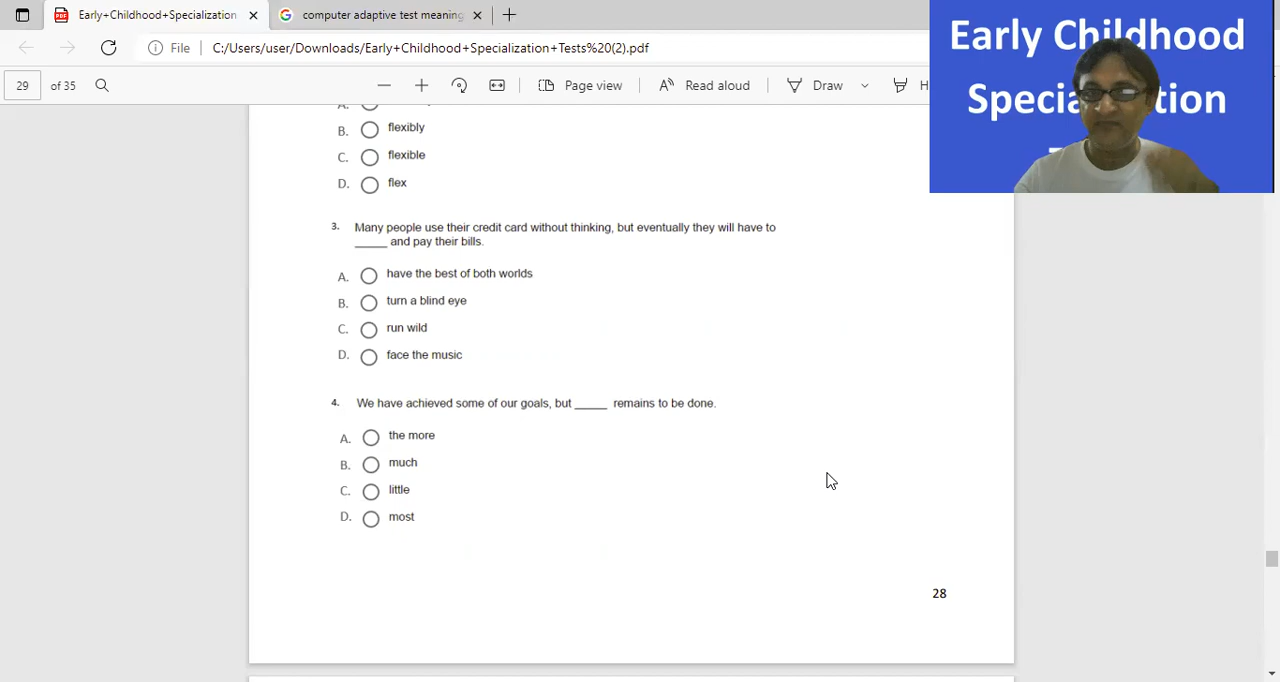 Early+Childhood+Specialization
computer adaptive test meaning
File
C:/Users/user/Downloads/Early+Childhood+Specialization+Tests%20(2).pdf
29 of 35
Page view
Read aloud
Draw
H
Early Childhood
Specialization
A.
B. flexibly
C. flexible
D. flex
3. Many people use their credit card without thinking, but eventually they will have to
_____ and pay their bills.
A. have the best of both worlds
B. turn a blind eye
C. run wild
D. face the music
4. We have achieved some of our goals, but _____ remains to be done.
A. the more
B. much
C. little
D. most
28